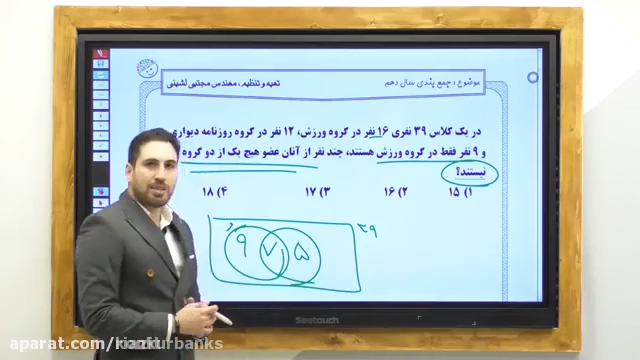 موضوع : جمع بندی سال دهم
تهیه و تنظیم : مهندس مجتبی لشینی
در یک کلاس ۳۹ نفری ۱۶ نفر در گروه ورزش، ۱۲ نفر در گروه روزنامه دیواری
و ۹ نفر فقط در گروه ورزش هستند، چند نفر از آنان عضو هیچ یک از دو گروه
نیستند؟
۱) ۱۵ ۲) ۱۶ ۳) ۱۷ ۴) ۱۸
۹ ۷ ۵ ۳۹
Seetouch
aparat.com/